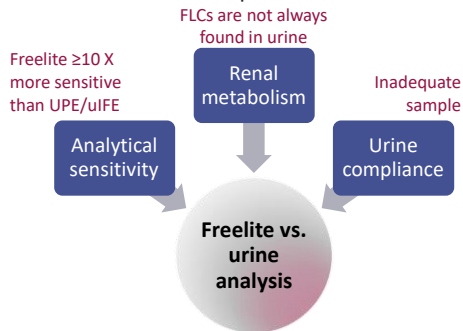 FLCs are not always
found in urine
Freelite ≥10 X
more sensitive
than UPE/uIFE
Renal
metabolism
Inadequate
sample
Analytical
sensitivity
Urine
compliance
Freelite vs.
urine
analysis